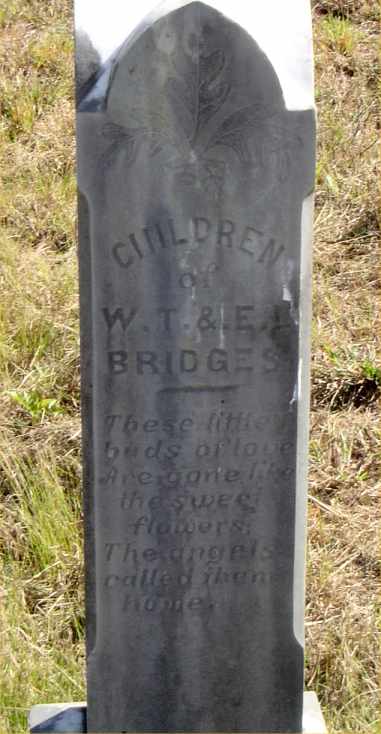 CHILDREN
of
W.T. & E.
BRIDGES
These little
buds of love
Are gone like
the sweet
flowers,
The angels
called them
home.